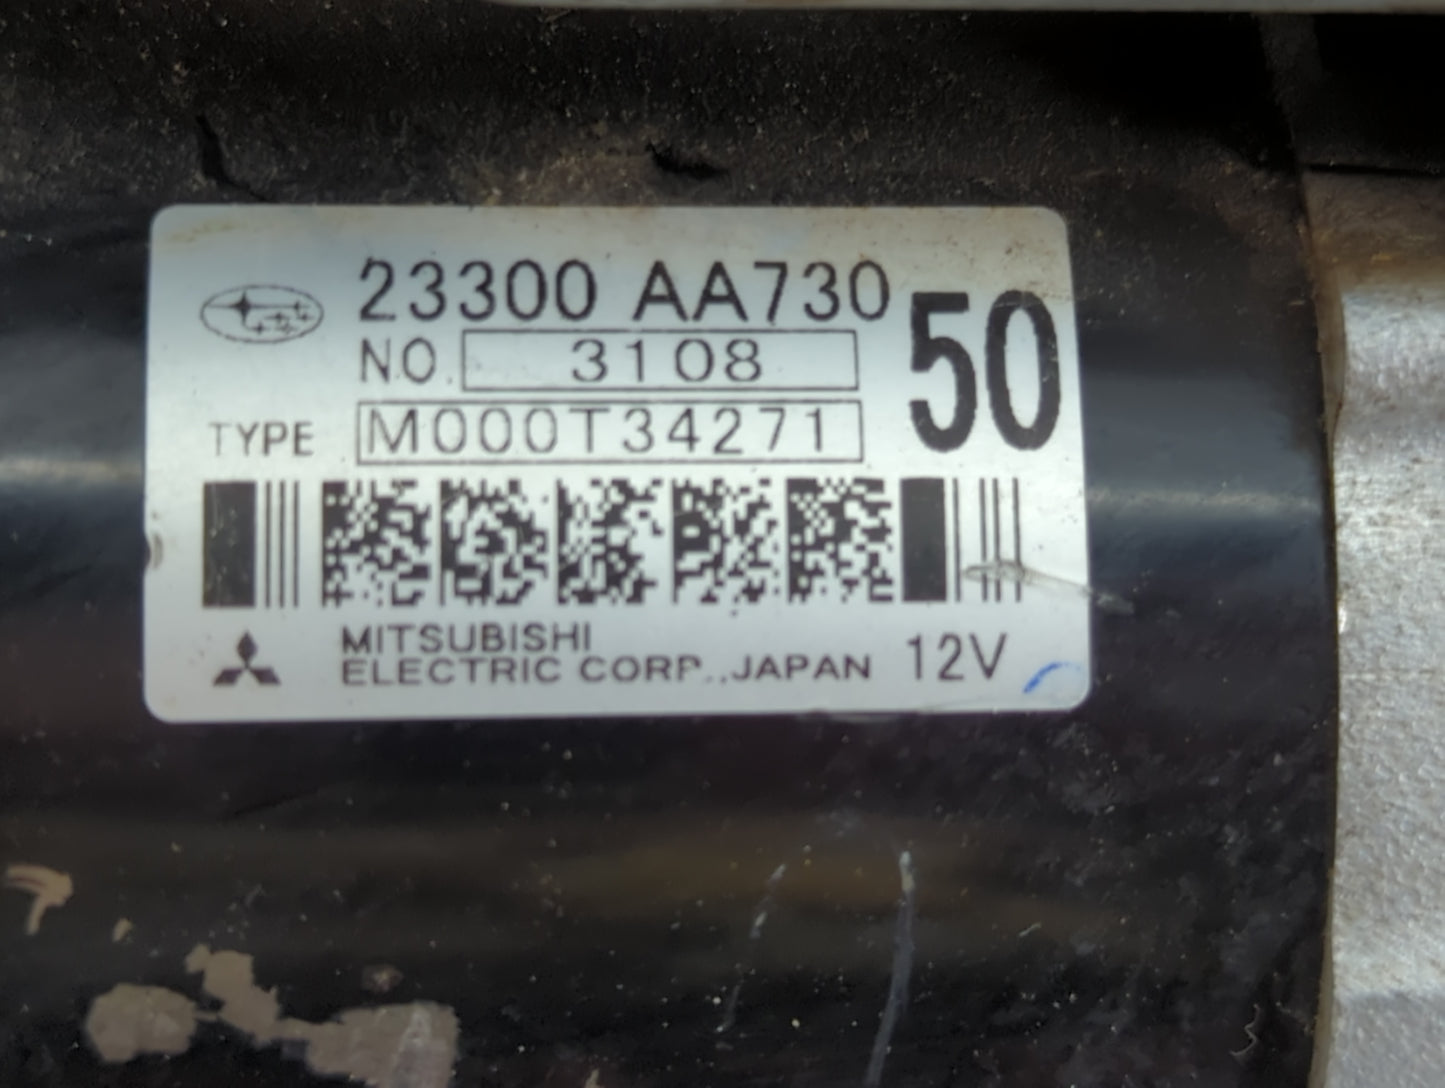 23300 AA730
50
NO. 3108
TYPE M000T34271
MITSUBISHI
ELECTRIC CORP., JAPAN 12V